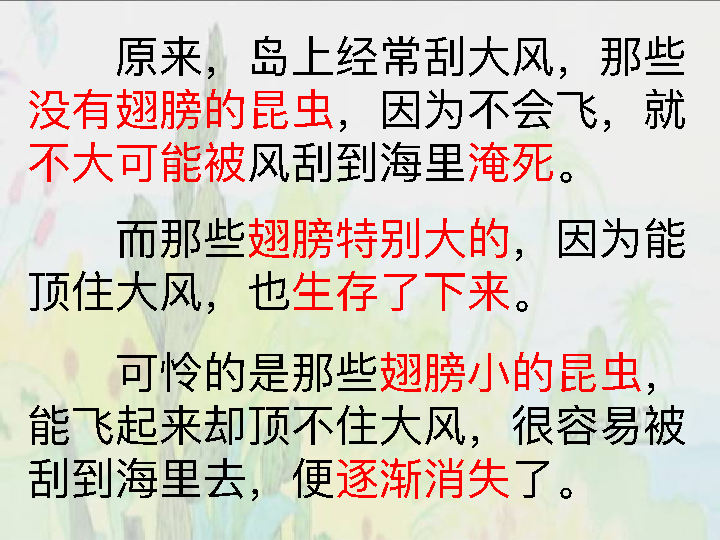 原来，岛上经常刮大风，那些
没有翅膀的昆虫，因为不会飞，就
不大可能被风刮到海里淹死。
而那些翅膀特别大的，因为能
顶住大风，也生存了下来。
可怜的是那些翅膀小的昆虫，
能飞起来却顶不住大风，很容易被
刮到海里去，便逐渐消失了。